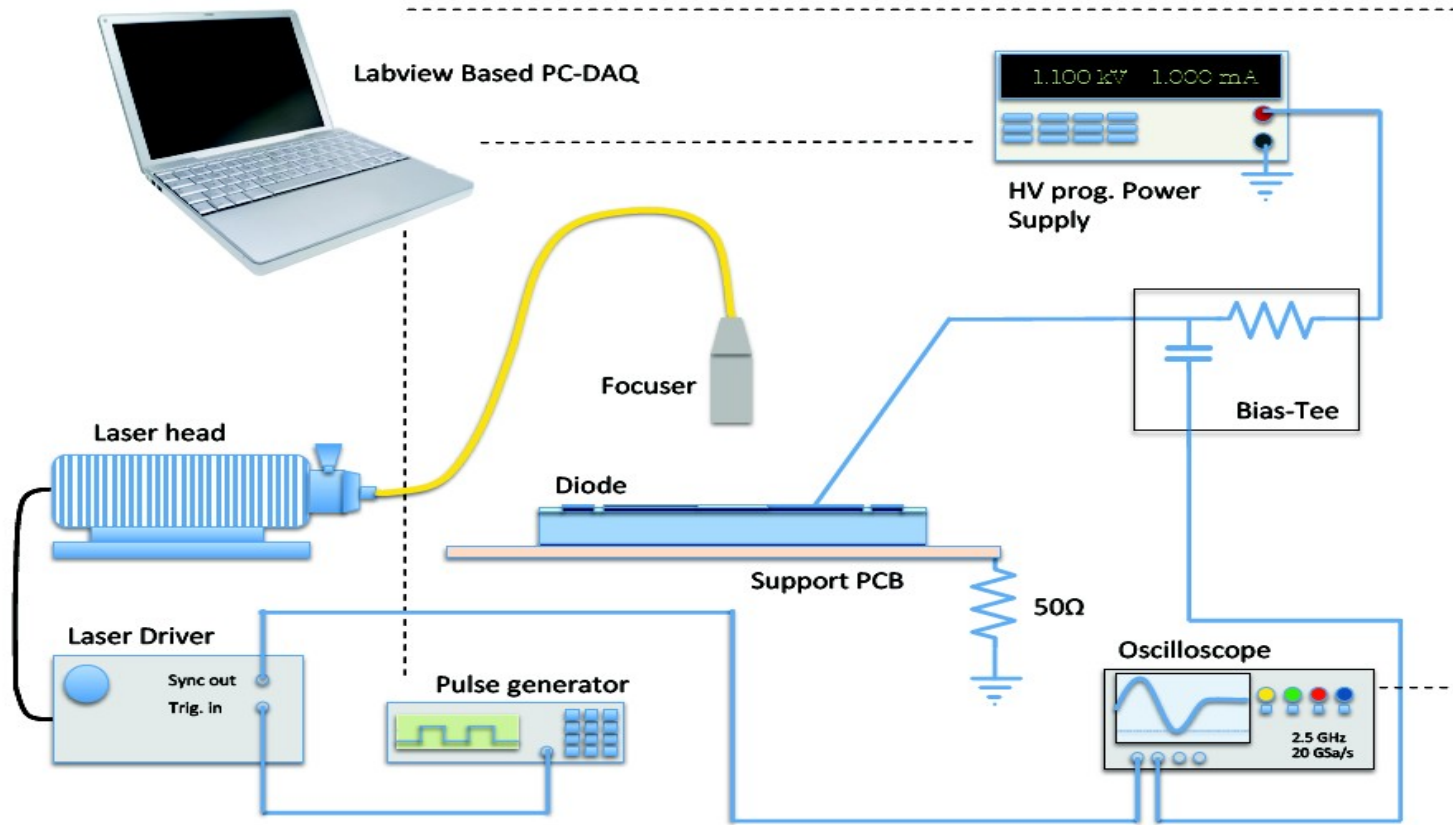 Labview Based PC-DAQ
1.100 kV 1.000 mA
HV prog. Power
Supply
Focuser
Bias-Tee
Laser head
Diode
Support PCB
50Ω
Laser Driver
Sync out
Trig. in
Pulse generator
Oscilloscope
2.5 GHz
20 GSa/s